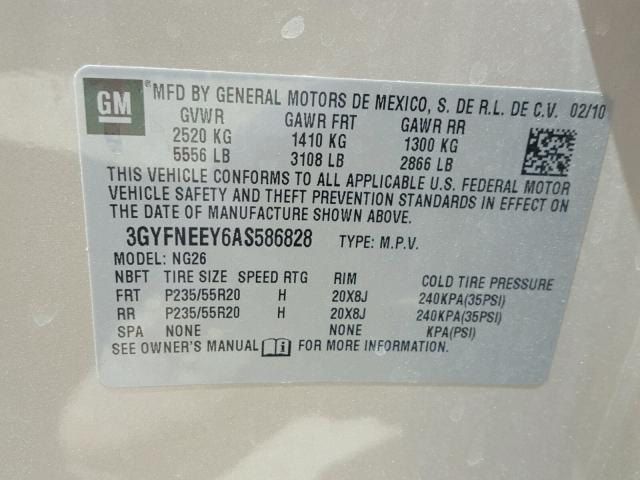 GM ® MFD BY GENERAL MOTORS DE MEXICO, S. DE R.L. DE C.V. 02/10
GVWR GAWR FRT GAWR RR
2520 KG 1410 KG 1300 KG
5556 LB 3108 LB 2866 LB
THIS VEHICLE CONFORMS TO ALL APPLICABLE U.S. FEDERAL MOTOR
VEHICLE SAFETY AND THEFT PREVENTION STANDARDS IN EFFECT ON
THE DATE OF MANUFACTURE SHOWN ABOVE.
3GYFNEEY6AS586828 TYPE: M.P.V.
MODEL: NG26
NBFT TIRE SIZE SPEED RTG RIM COLD TIRE PRESSURE
FRT P235/55R20 H 20X8J 240KPA(35PSI)
RR P235/55R20 H 20X8J 240KPA(35PSI)
SPA NONE NONE KPA(PSI)
SEE OWNER'S MANUAL i FOR MORE INFORMATION.